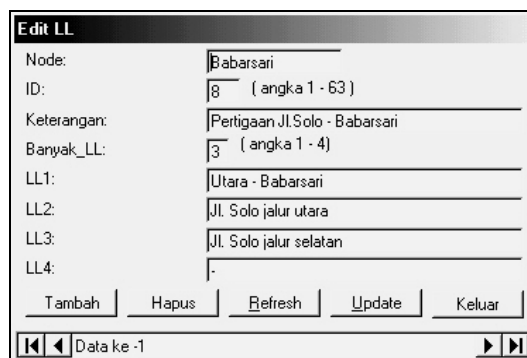 Edit LL
Node: Babarsari
ID: 8 ( angka 1 - 63 )
Keterangan: Pertigaan Jl.Solo - Babarsari
Banyak_LL: 3 ( angka 1 - 4)
LL1: Utara - Babarsari
LL2: Jl. Solo jalur utara
LL3: Jl. Solo jalur selatan
LL4: -
Tambah Hapus Refresh Update Keluar
Data ke -1